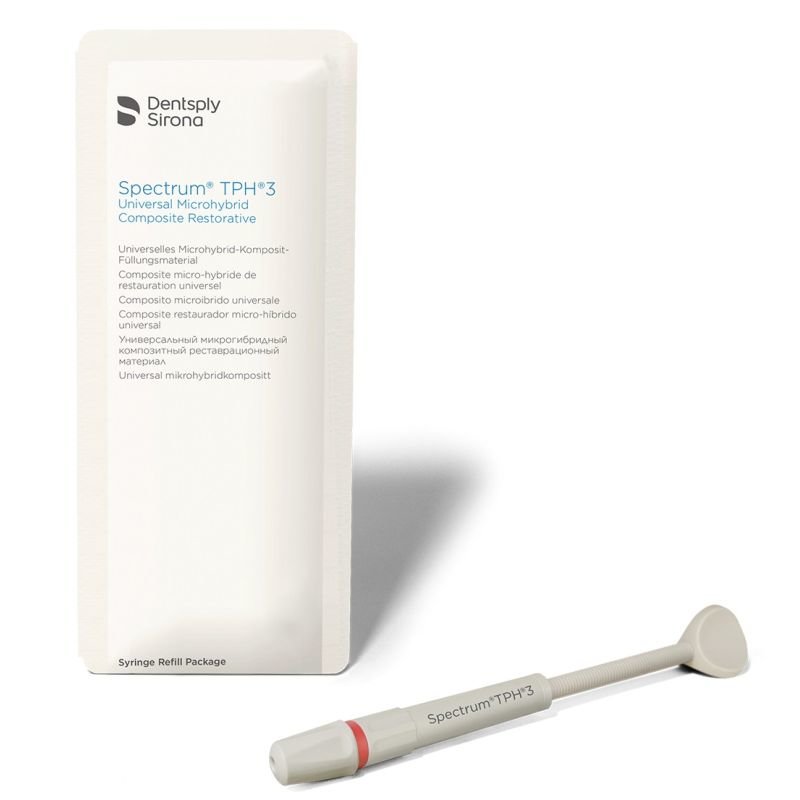 Dentsply
Sirona
Spectrum® TPH®3
Universal Microhybrid
Composite Restorative
Universelles Microhybrid-Komposit-
Füllungsmaterial
Composite micro-hybride de
restauration universel
Composito microibrido universale
Composite restaurador micro-híbrido
universal
Универсальный микрогибридный
композитный реставрационный
материал
Universal mikrohybridkompositt
Syringe Refill Package
Spectrum®TPH®3